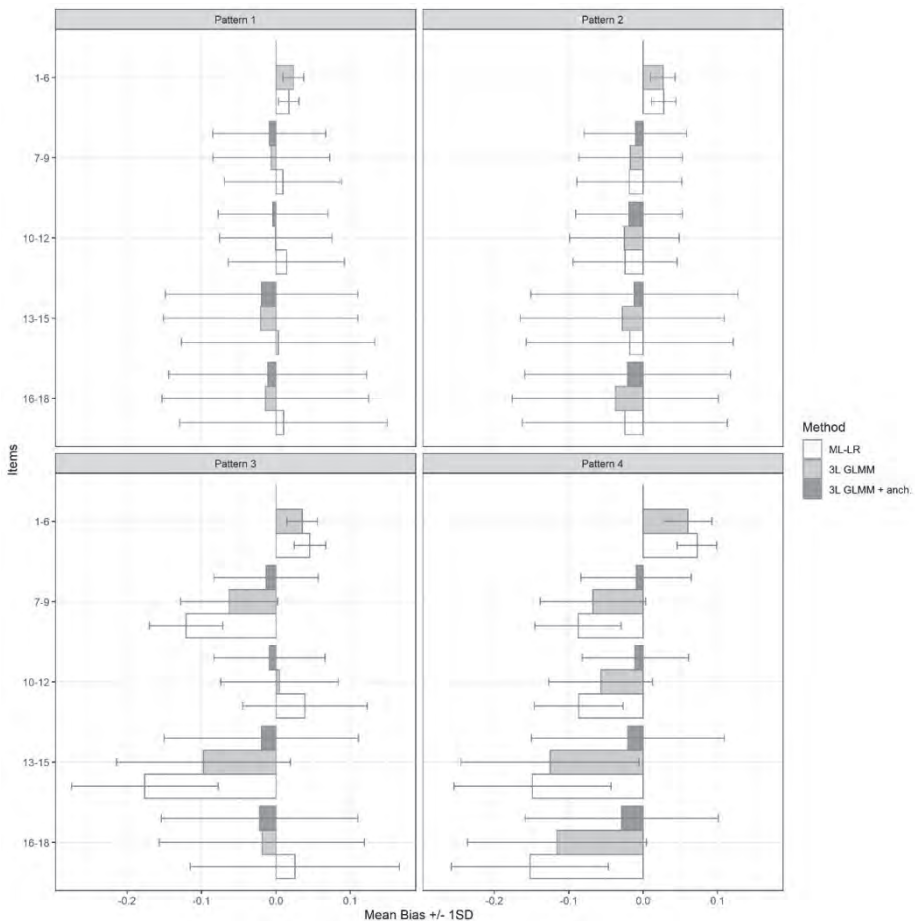 Pattern 1
Pattern 2
1-6
7-9
10-12
13-15
16-18
Items
Method
ML-LR
3L GLMM
3L GLMM + anch.
Pattern 3
Pattern 4
1-6
7-9
10-12
13-15
16-18
-0.2 -0.1 0.0 0.1 -0.2 -0.1 0.0 0.1
Mean Bias +/- 1SD